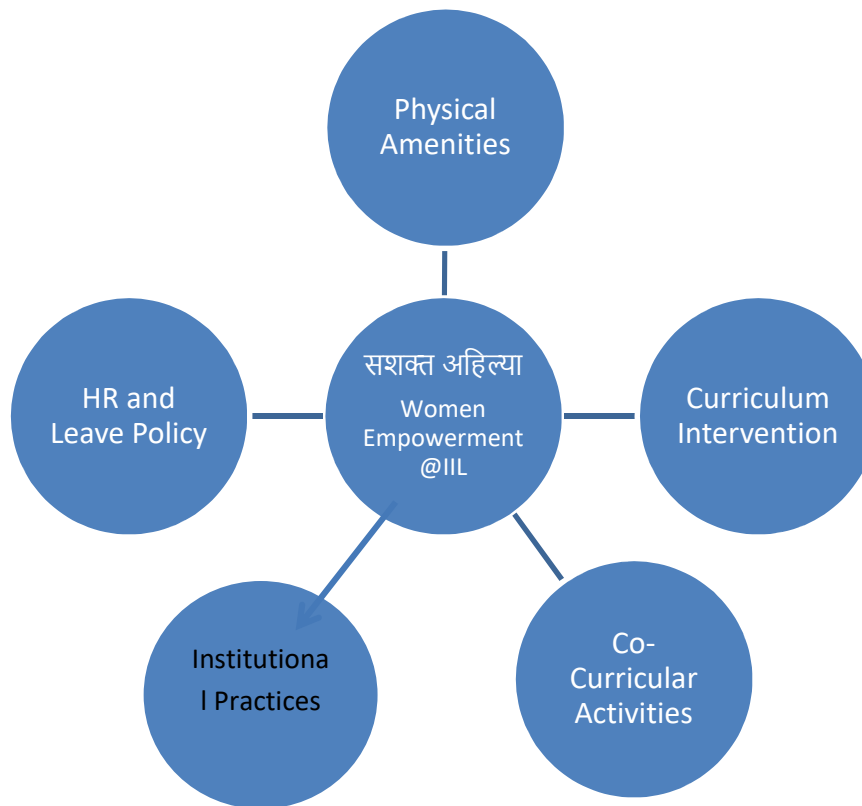 Physical
Amenities
सशक्त अहिल्या
Women
Empowerment
@IIL
HR and
Leave Policy
Curriculum
Intervention
Institutiona
l Practices
Co-
Curricular
Activities